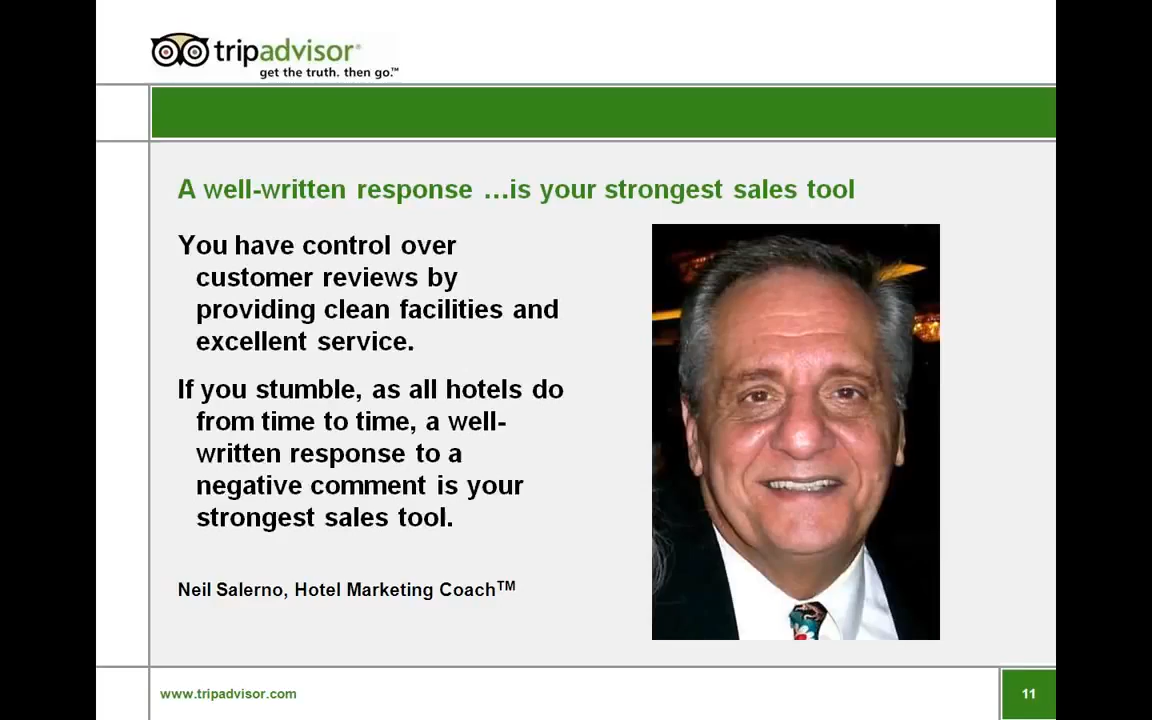 tripadvisor®
get the truth. then go.™
A well-written response …is your strongest sales tool
You have control over
customer reviews by
providing clean facilities and
excellent service.
If you stumble, as all hotels do
from time to time, a well-
written response to a
negative comment is your
strongest sales tool.
Neil Salerno, Hotel Marketing Coach™
www.tripadvisor.com
11